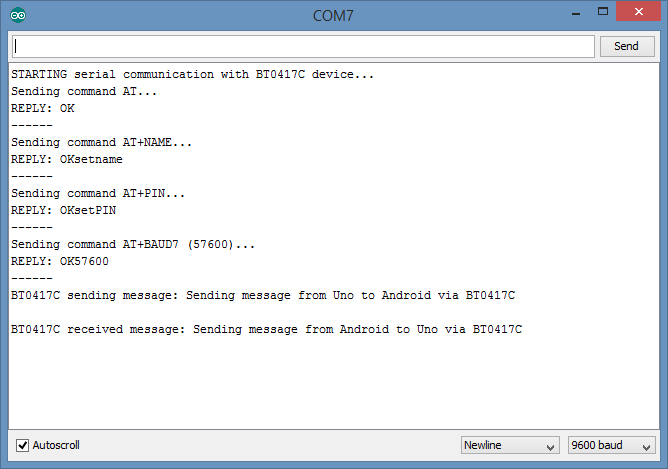 COM7
Send
STARTING serial communication with BT0417C device...
Sending command AT...
REPLY: OK
------
Sending command AT+NAME...
REPLY: OKsetname
------
Sending command AT+PIN...
REPLY: OKsetPIN
------
Sending command AT+BAUD7 (57600)...
REPLY: OK57600
------
BT0417C sending message: Sending message from Uno to Android via BT0417C
BT0417C received message: Sending message from Android to Uno via BT0417C
Autoscroll
Newline
9600 baud